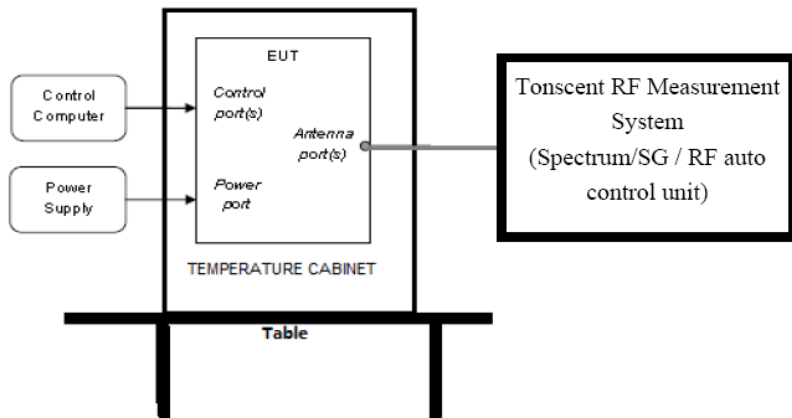 EUT
Control
Computer
Control
port(s)
Antenna
port(s)
Power
Supply
Power
port
TEMPERATURE CABINET
Table
Tonscent RF Measurement
System
(Spectrum/SG / RF auto
control unit)